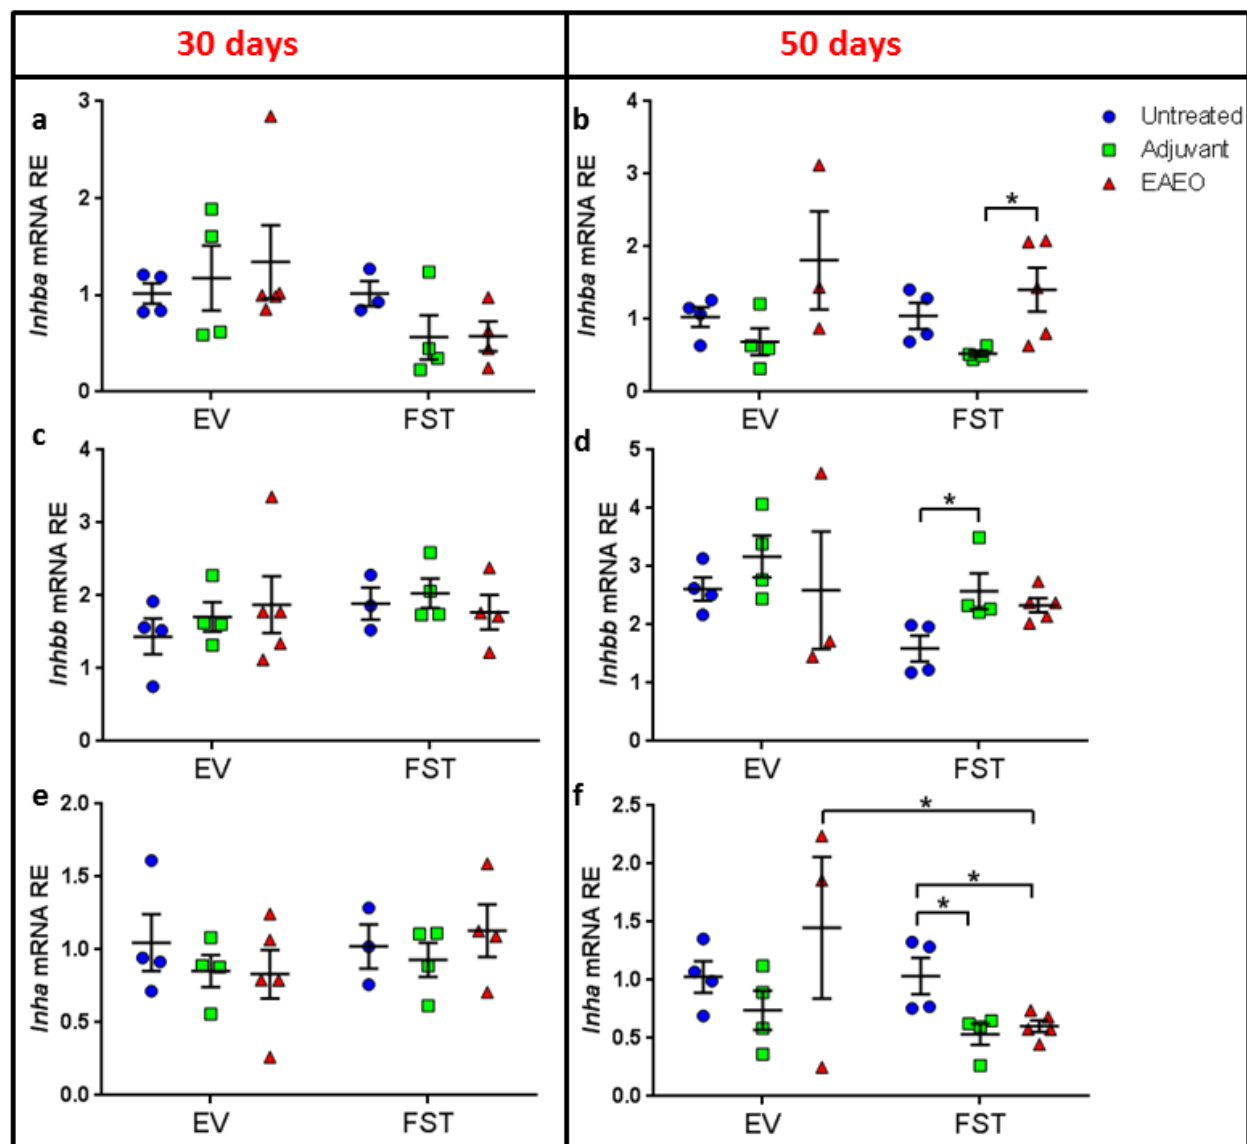 30 days
50 days
a
3
2
1
0
Inhba mRNA RE
EV
FST
b
4
3
2
1
0
Inhba mRNA RE
*
EV
FST
Untreated
Adjuvant
EAEO
c
4
3
2
1
0
Inhbb mRNA RE
EV
FST
d
5
4
3
2
1
0
Inhbb mRNA RE
*
EV
FST
e
2.0
1.5
1.0
0.5
0.0
Inha mRNA RE
EV
FST
f
2.5
2.0
1.5
1.0
0.5
0.0
Inha mRNA RE
*
*
*
EV
FST